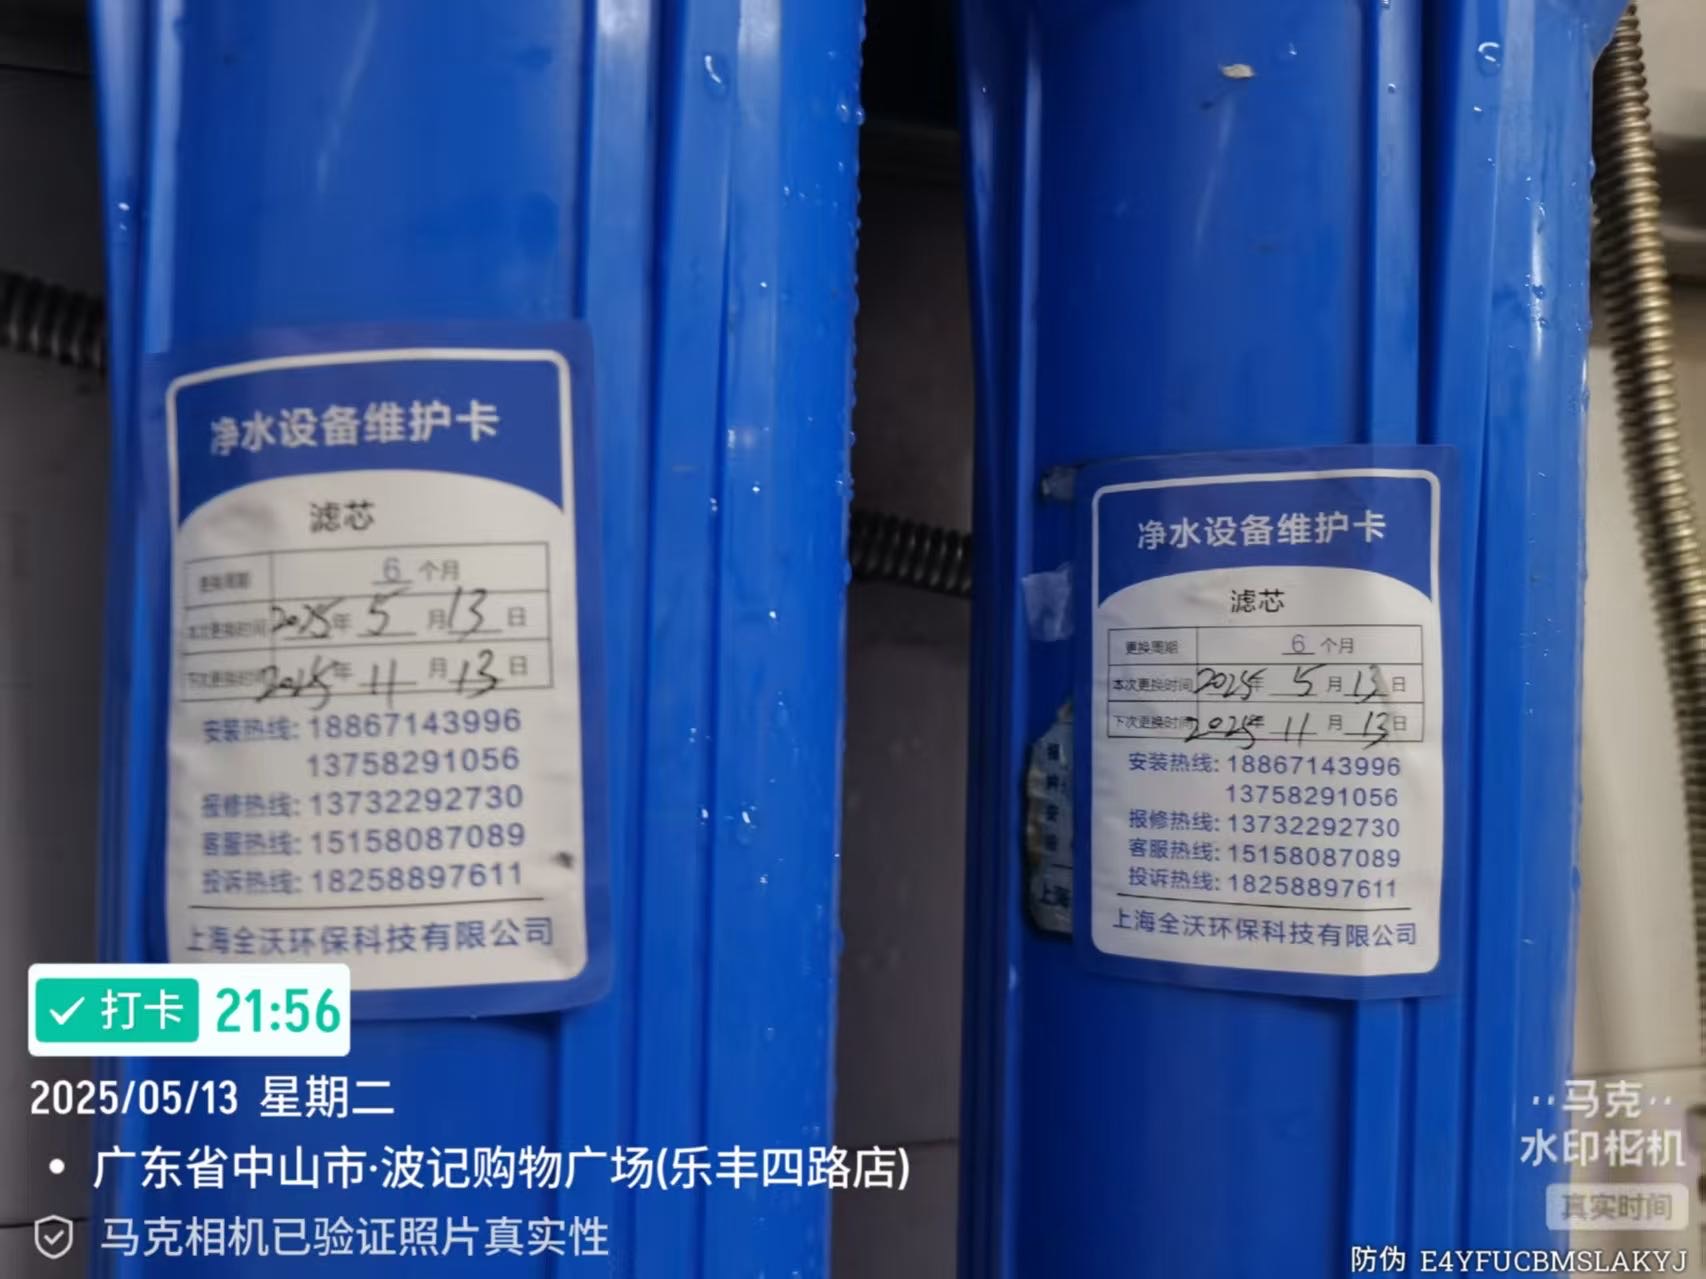 净水设备维护卡
滤芯
更换周期 6 个月
本次更换时间 2025年 5 月 13 日
下次更换时间 2025年 11 月 13 日
安装热线: 18867143996
13758291056
报修热线: 13732292730
客服热线: 15158087089
投诉热线: 18258897611
上海全沃环保科技有限公司
净水设备维护卡
滤芯
更换周期 6 个月
本次更换时间 2025年 5 月 13 日
下次更换时间 2025年 11 月 13 日
安装热线: 18867143996
13758291056
报修热线: 13732292730
客服热线: 15158087089
投诉热线: 18258897611
上海全沃环保科技有限公司
上海
打卡 21:56
2025/05/13 星期二
广东省中山市·波记购物广场(乐丰四路店)
马克相机已验证照片真实性
马克
水印相机
真实时间
防伪 E4YFUCBMSLAKYJ